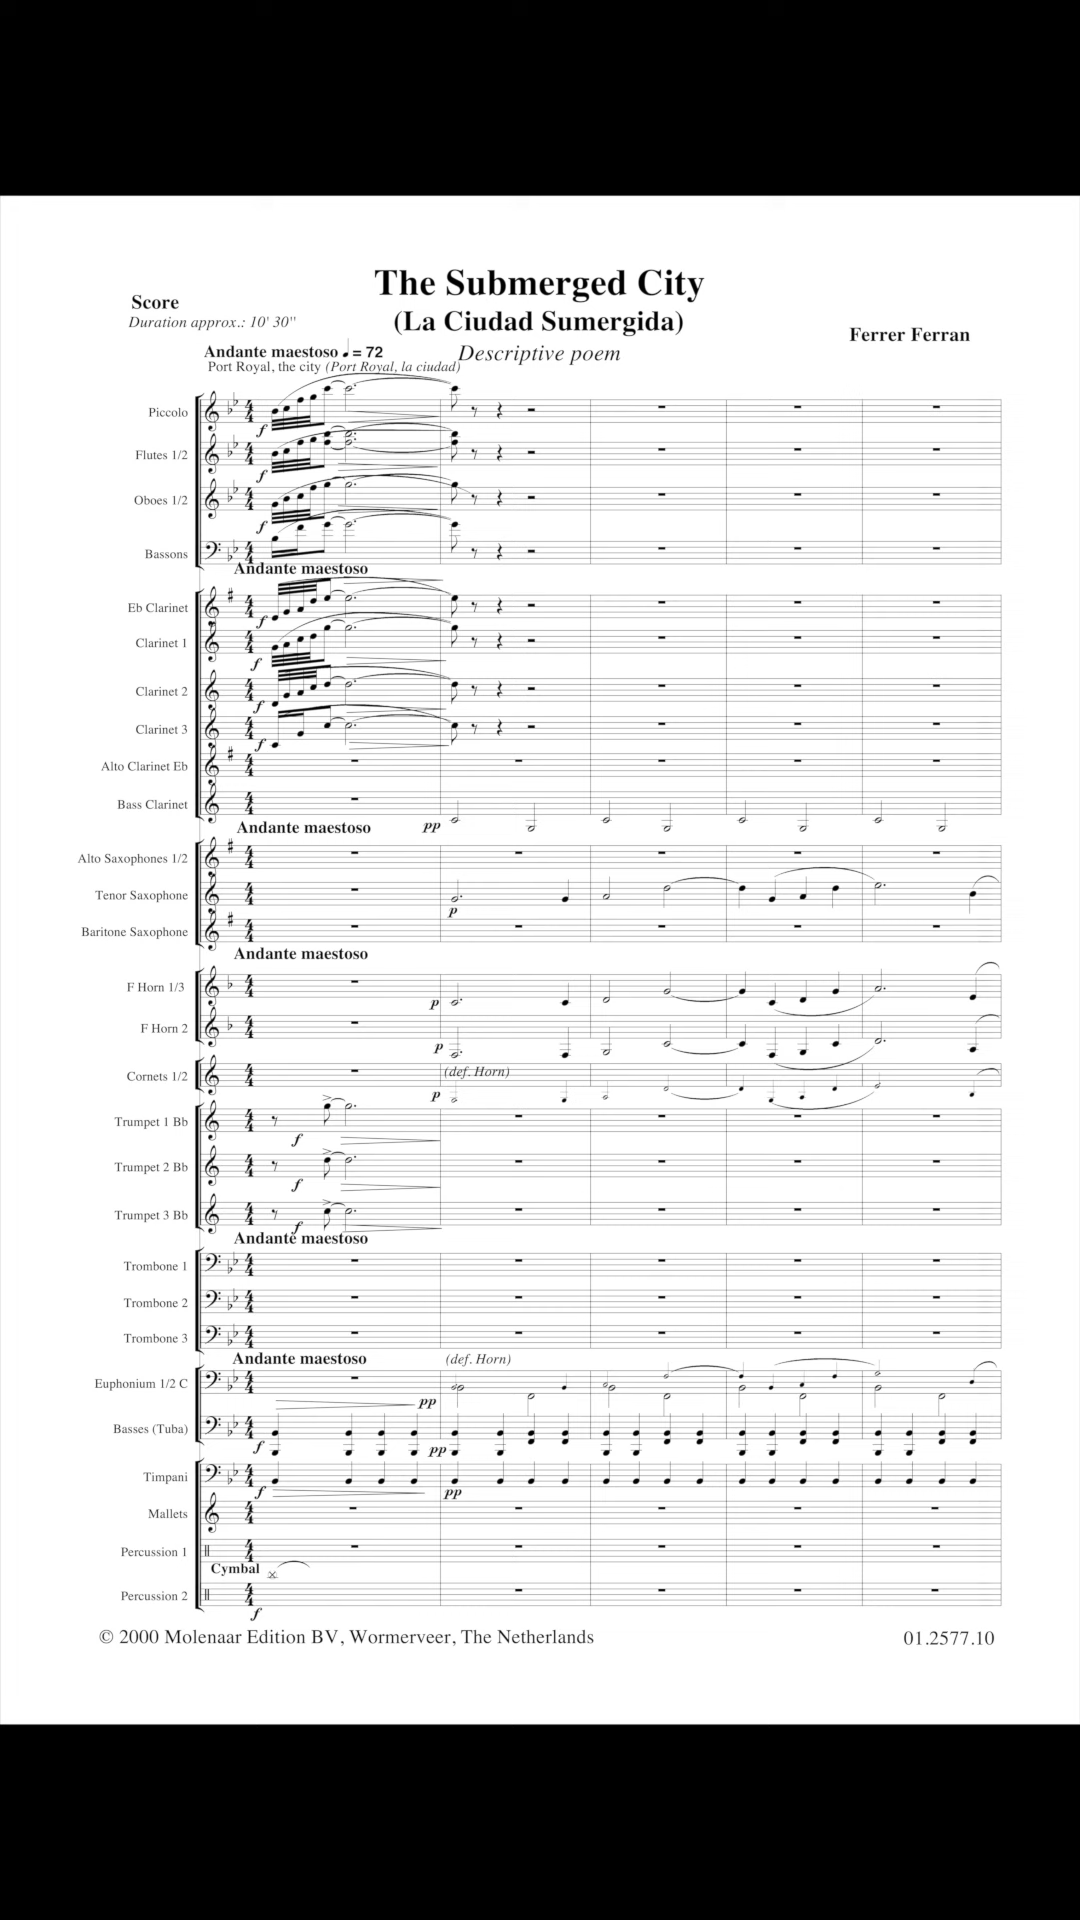 The Submerged City
Score
(La Ciudad Sumergida)
Duration approx.: 10' 30"
Ferrer Ferran
Andante maestoso ♩ = 72
Descriptive poem
Port Royal, the city (Port Royal, la ciudad)
Piccolo
f
Flutes 1/2
f
Oboes 1/2
f
Bassons
Andante maestoso
Eb Clarinet
f
Clarinet 1
f
Clarinet 2
f
Clarinet 3
f
Alto Clarinet Eb
Bass Clarinet
Andante maestoso
pp
Alto Saxophones 1/2
Tenor Saxophone
p
Baritone Saxophone
Andante maestoso
F Horn 1/3
p
F Horn 2
p
(def. Horn)
Cornets 1/2
p
Trumpet 1 Bb
f
Trumpet 2 Bb
f
Trumpet 3 Bb
f
Andante maestoso
Trombone 1
Trombone 2
Trombone 3
Andante maestoso (def. Horn)
Euphonium 1/2 C
pp
Basses (Tuba)
f pp
Timpani
f pp
Mallets
Percussion 1
Cymbal
Percussion 2
f
© 2000 Molenaar Edition BV, Wormerveer, The Netherlands 01.2577.10